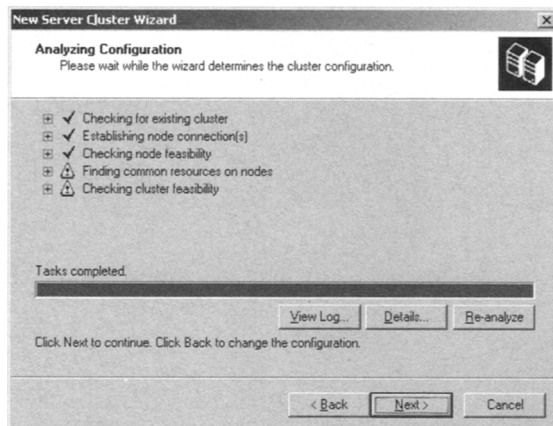 New Server Cluster Wizard
Analyzing Configuration
Please wait while the wizard determines the cluster configuration.
Checking for existing cluster
Establishing node connection(s)
Checking node feasibility
Finding common resources on nodes
Checking cluster feasibility
Tasks completed.
View Log... Details... Re-analyze
Click Next to continue. Click Back to change the configuration.
< Back Next > Cancel